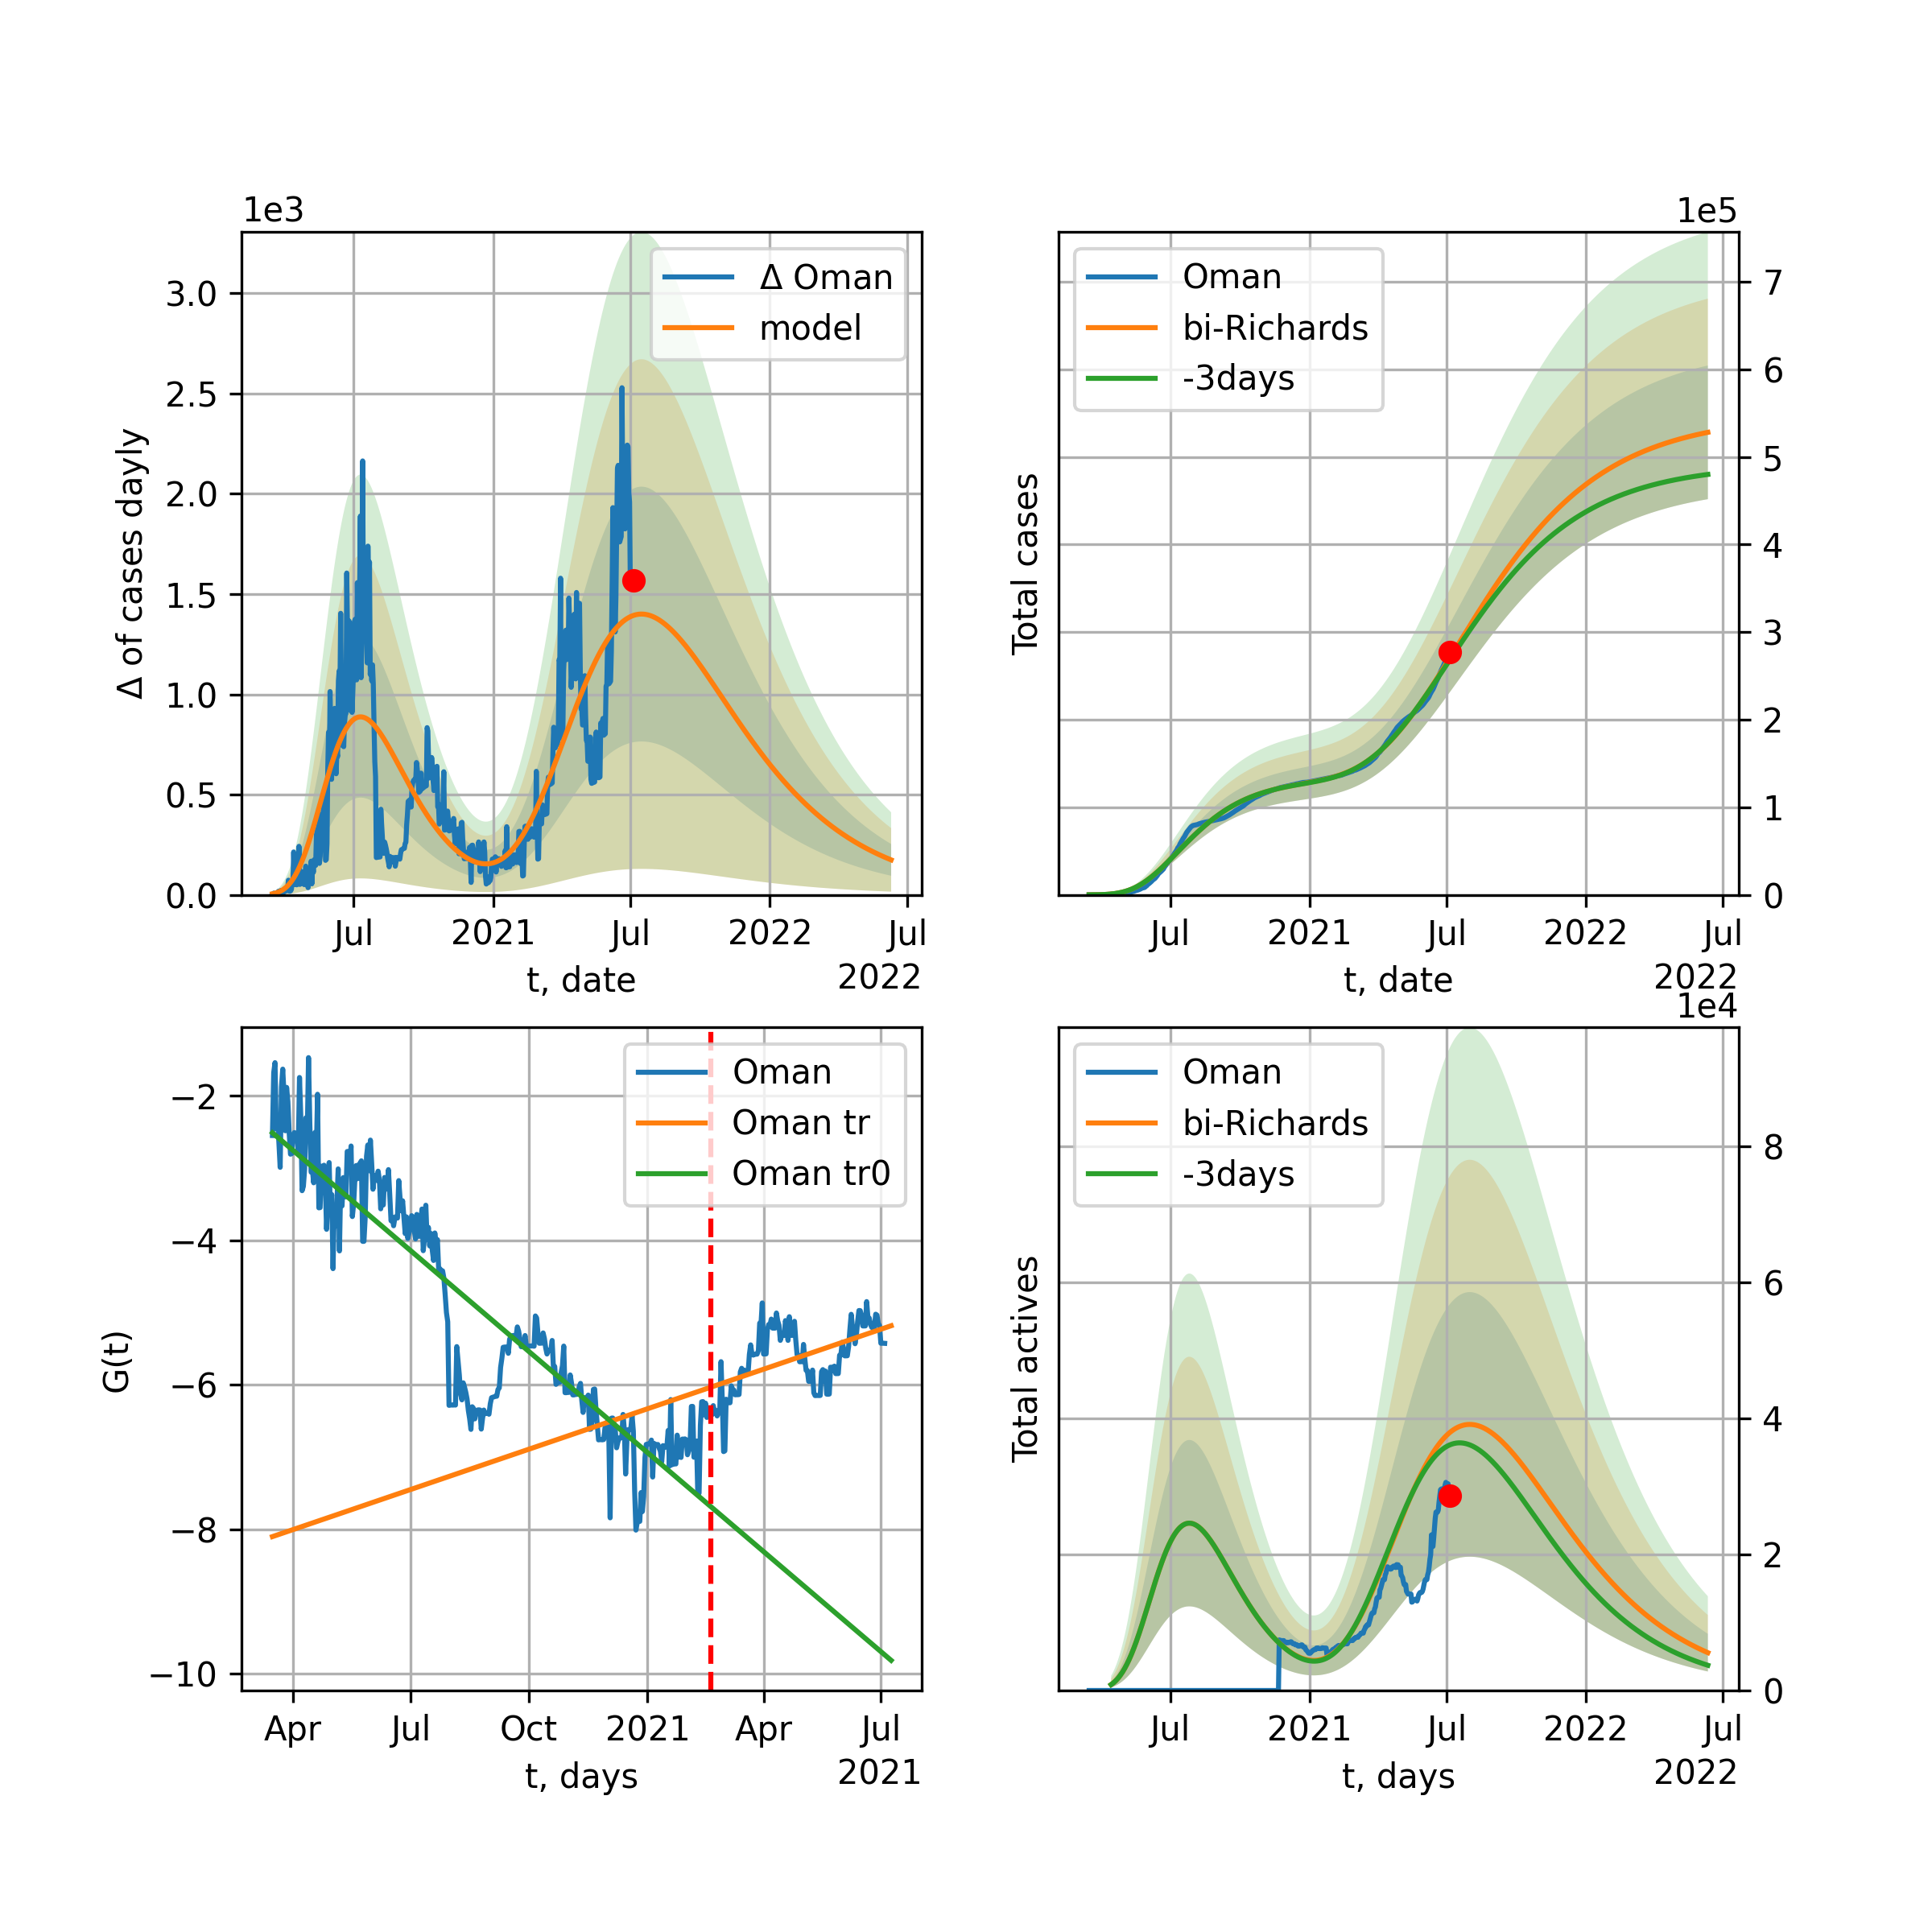 1e3
Δ of cases dayly
3.0
2.5
2.0
1.5
1.0
0.5
0.0
Δ Oman
model
Jul
2021
Jul
2022
Jul
2022
t, date
1e5
Total cases
Oman
bi-Richards
-3days
7
6
5
4
3
2
1
0
Jul
2021
Jul
2022
Jul
2022
t, date
G(t)
−2
−4
−6
−8
−10
Oman
Oman tr
Oman tr0
Apr
Jul
Oct
2021
Apr
Jul
2021
t, days
1e4
Total actives
Oman
bi-Richards
-3days
8
6
4
2
0
Jul
2021
Jul
2022
Jul
2022
t, days